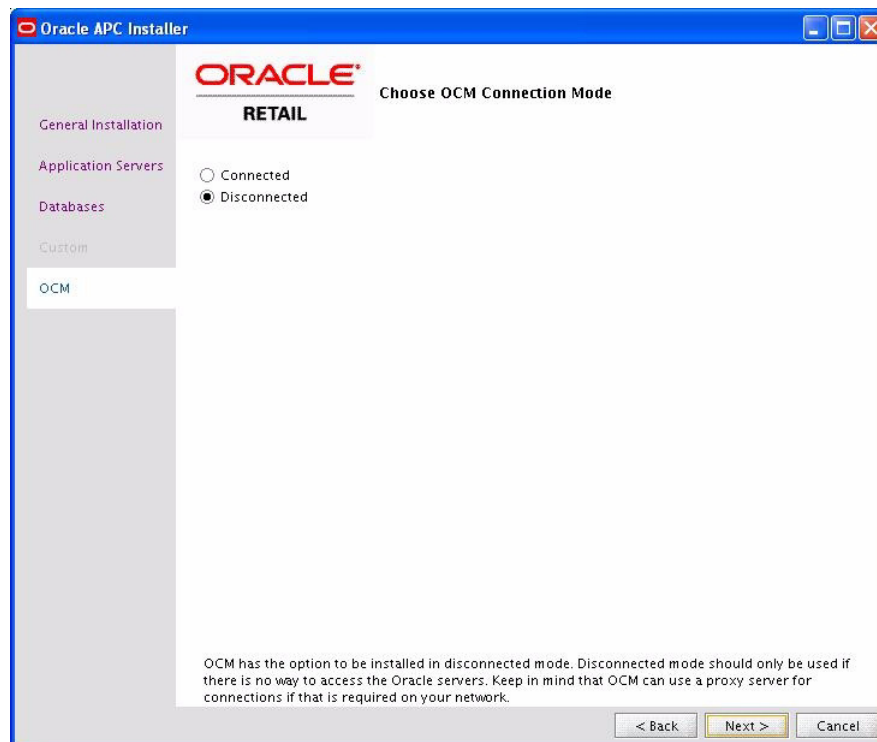 Oracle APC Installer
ORACLE
RETAIL
Choose OCM Connection Mode
General Installation
Application Servers
Databases
Custom
OCM
Connected
Disconnected
OCM has the option to be installed in disconnected mode. Disconnected mode should only be used if
there is no way to access the Oracle servers. Keep in mind that OCM can use a proxy server for
connections if that is required on your network.
< Back
Next >
Cancel